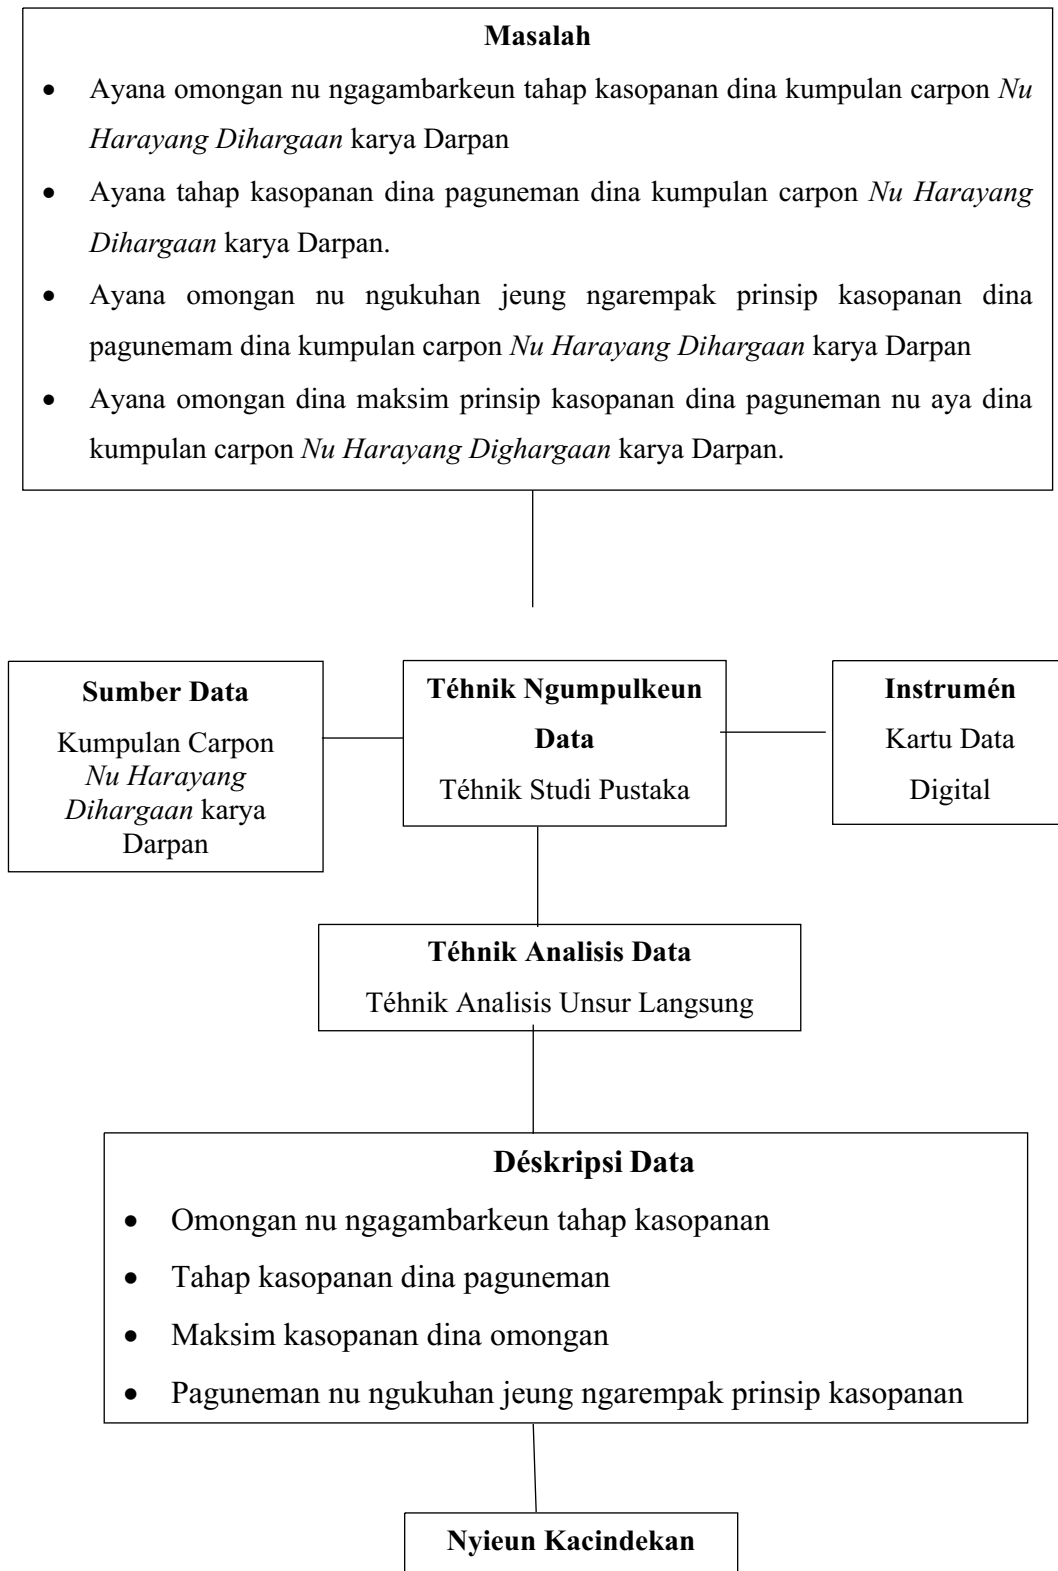 Masalah
• Ayana omongan nu ngagambarkeun tahap kasopanan dina kumpulan carpon Nu
Harayang Dihargaan karya Darpan
• Ayana tahap kasopanan dina paguneman dina kumpulan carpon Nu Harayang
Dihargaan karya Darpan.
• Ayana omongan nu ngukuhan jeung ngarempak prinsip kasopanan dina
pagunemam dina kumpulan carpon Nu Harayang Dihargaan karya Darpan
• Ayana omongan dina maksim prinsip kasopanan dina paguneman nu aya dina
kumpulan carpon Nu Harayang Dighargaan karya Darpan.
Sumber Data
Kumpulan Carpon
Nu Harayang
Dihargaan karya
Darpan
Téhnik Ngumpulkeun
Data
Téhnik Studi Pustaka
Instrumén
Kartu Data
Digital
Téhnik Analisis Data
Téhnik Analisis Unsur Langsung
Déskripsi Data
• Omongan nu ngagambarkeun tahap kasopanan
• Tahap kasopanan dina paguneman
• Maksim kasopanan dina omongan
• Paguneman nu ngukuhan jeung ngarempak prinsip kasopanan
Nyieun Kacindekan